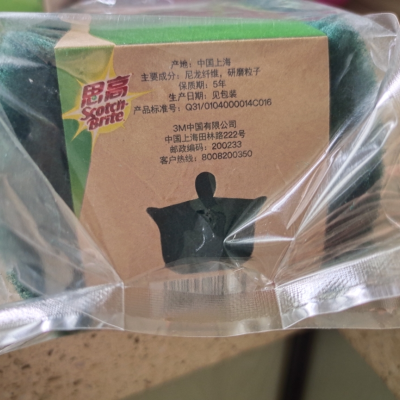 产地：中国上海
主要成分：尼龙纤维，研磨粒子
保质期：5年
生产日期：见包装
产品标准号：Q31/0104000014C016
思高
Scotch-Brite
3M中国有限公司
中国上海田林路222号
邮政编码：200233
客户热线：8008200350